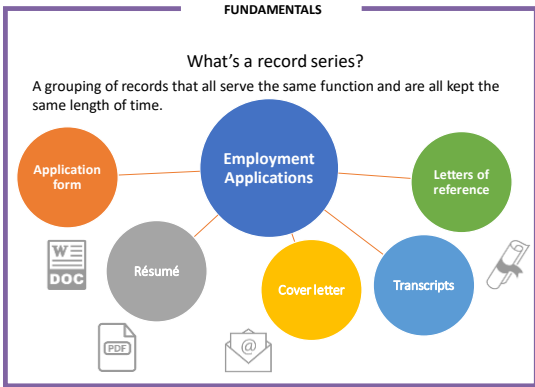 FUNDAMENTALS
What's a record series?
A grouping of records that all serve the same function and are all kept the
same length of time.
Employment
Applications
Application
form
Letters of
reference
Résumé
Cover letter
Transcripts
W
DOC
PDF
@